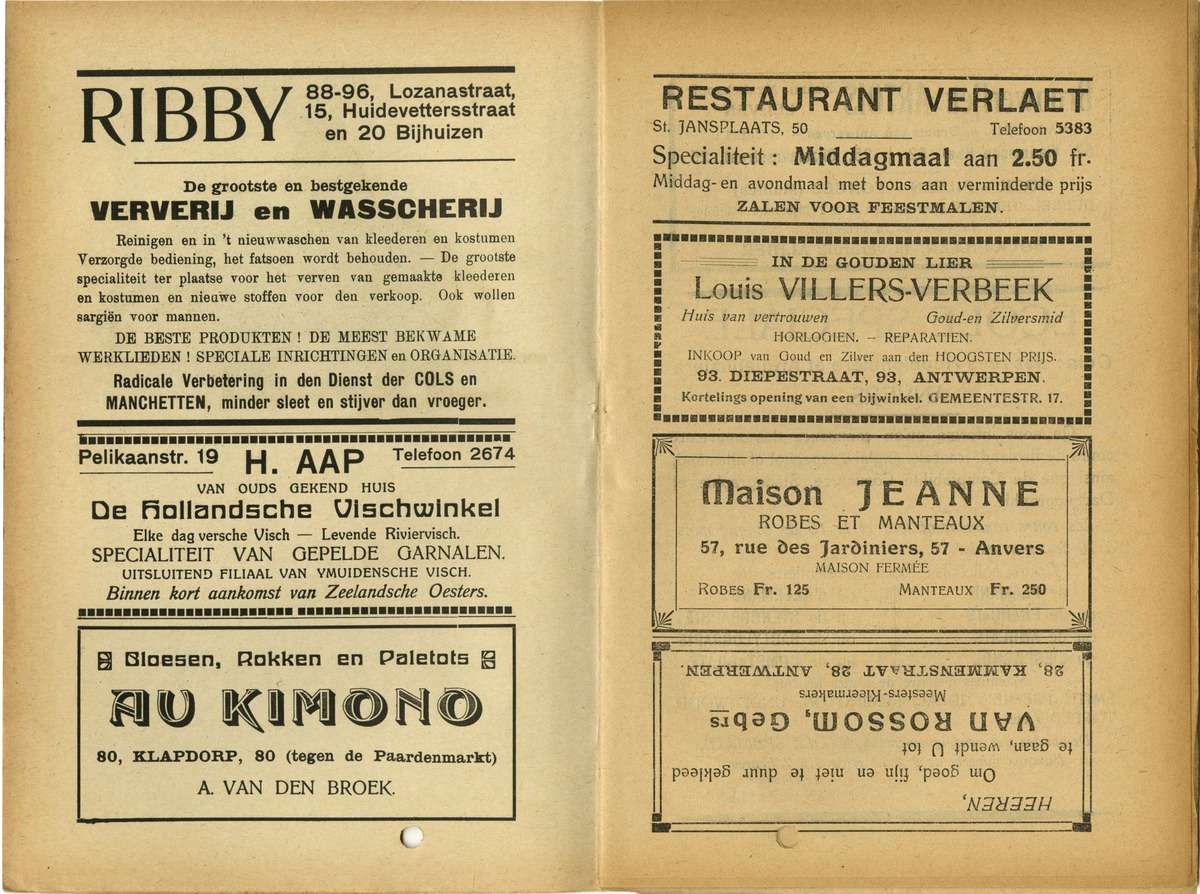 RIBBY
88-96, Lozanastraat,
15, Huidevettersstraat
en 20 Bijhuizen
De grootste en bestgekende
VERVERIJ en WASSCHERIJ
Reinigen en in 't nieuwwaschen van kleederen en kostumen
Verzorgde bediening, het fatsoen wordt behouden. — De grootste
specialiteit ter plaatse voor het verven van gemaakte kleederen
en kostumen en nieuwe stoffen voor den verkoop. Ook wollen
sargiën voor mannen.
DE BESTE PRODUKTEN ! DE MEEST BEKWAME
WERKLIEDEN ! SPECIALE INRICHTINGEN en ORGANISATIE.
Radicale Verbetering in den Dienst der COLS en
MANCHETTEN, minder sleet en stijver dan vroeger.
Pelikaanstr. 19 H. AAP Telefoon 2674
VAN OUDS GEKEND HUIS
De Hollandsche Vischwinkel
Elke dag versche Visch — Levende Riviervisch.
SPECIALITEIT VAN GEPELDE GARNALEN.
UITSLUITEND FILIAAL VAN YMUIDENSCHE VISCH.
Binnen kort aankomst van Zeelandsche Oesters.
Bloesen, Rokken en Paletots
AU KIMONO
80, KLAPDORP, 80 (tegen de Paardenmarkt)
A. VAN DEN BROEK.
RESTAURANT VERLAET
St. JANSPLAATS, 50 Telefoon 5383
Specialiteit : Middagmaal aan 2.50 fr.
Middag- en avondmaal met bons aan verminderde prijs
ZALEN VOOR FEESTMALEN.
IN DE GOUDEN LIER
Louis VILLERS-VERBEEK
Huis van vertrouwen Goud-en Zilversmid
HORLOGIEN. — REPARATIEN.
INKOOP van Goud en Zilver aan den HOOGSTEN PRIJS.
93. DIEPESTRAAT, 93, ANTWERPEN.
Kortelings opening van een bijwinkel. GEMEENTESTR. 17.
Maison JEANNE
ROBES ET MANTEAUX
57, rue des Jardiniers, 57 - Anvers
MAISON FERMÉE
ROBES Fr. 125 MANTEAUX Fr. 250
HEEREN,
Om goed, fijn en niet te duur gekleed
te gaan, wendt U tot
VAN ROSSOM, Gebrs
Meesters-Kleermakers
28, KAMMENSTRAAT 28, ANTWERPEN.